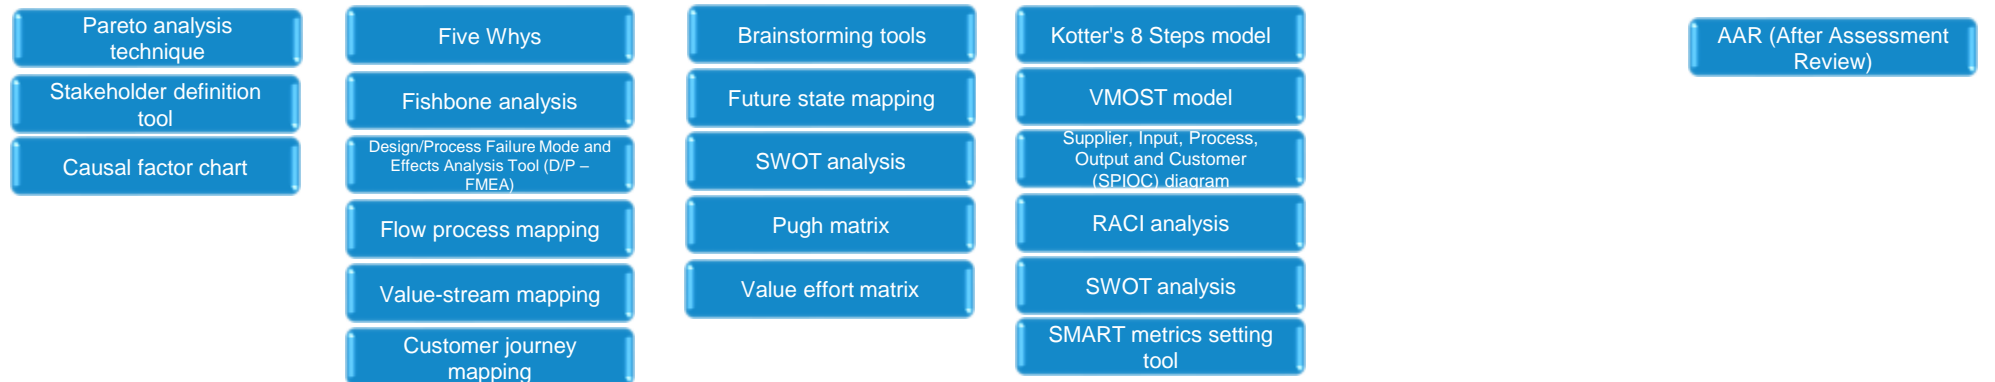 Pareto analysis
technique
Stakeholder definition
tool
Causal factor chart
Five Whys
Fishbone analysis
Design/Process Failure Mode and
Effects Analysis Tool (D/P –
FMEA)
Flow process mapping
Value-stream mapping
Customer journey
mapping
Brainstorming tools
Future state mapping
SWOT analysis
Pugh matrix
Value effort matrix
Kotter's 8 Steps model
VMOST model
Supplier, Input, Process,
Output and Customer
(SPIOC) diagram
RACI analysis
SWOT analysis
SMART metrics setting
tool
AAR (After Assessment
Review)